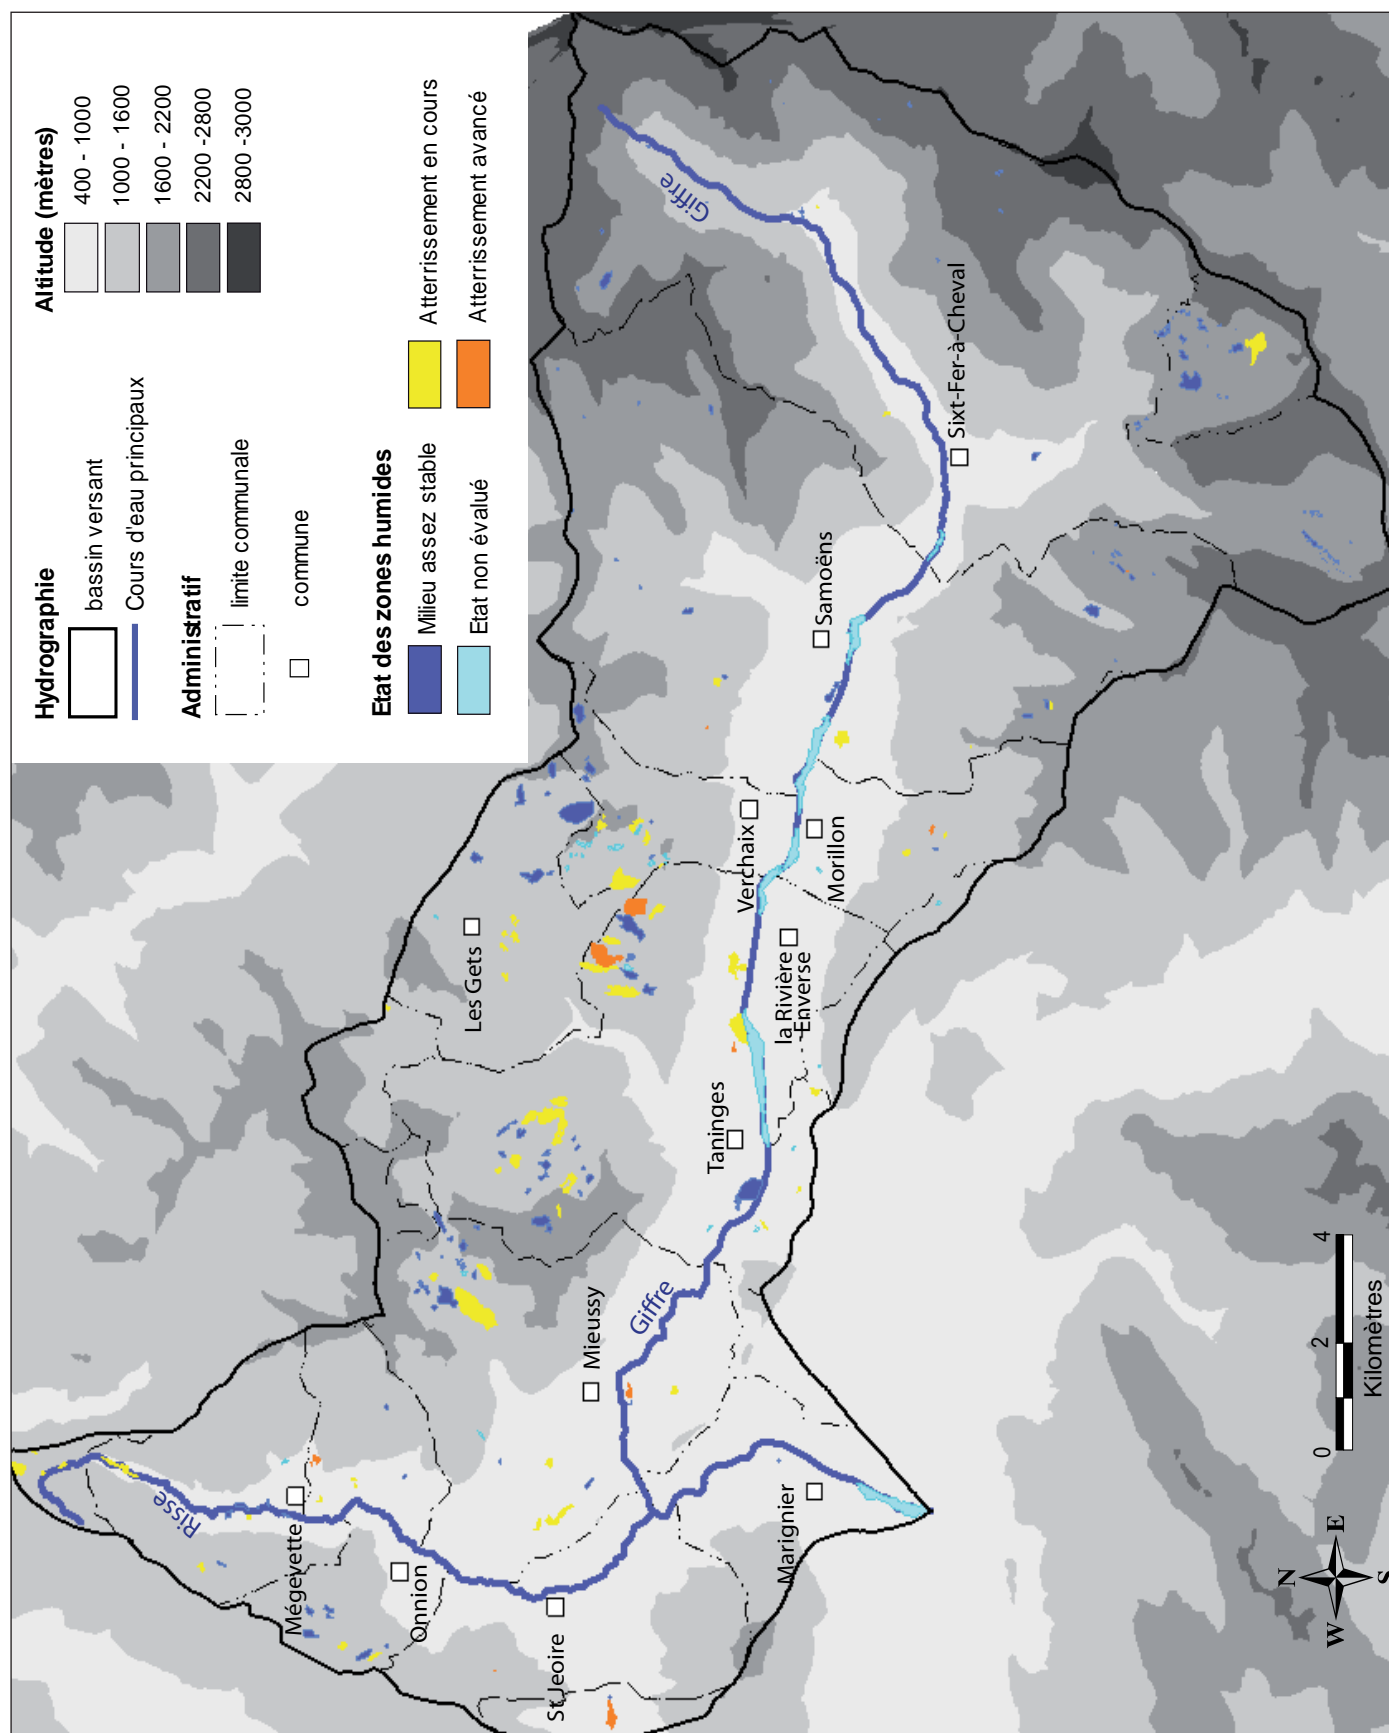 Hydrographie
bassin versant
Cours d'eau principaux
Administratif
limite communale
commune
Altitude (mètres)
400 - 1000
1000 - 1600
1600 - 2200
2200 -2800
2800 -3000
Etat des zones humides
Milieu assez stable
Etat non évalué
Atterrissement en cours
Atterrissement avancé
Risse
Mégevette
Onnion
St Jeoire
Marignier
Mieussy
Giffre
Taninges
Les Gets
la Rivière
Enverse
Verchaix
Morillon
Samoëns
Sixt-Fer-à-Cheval
Giffre
N
W
E
S
0
2
4
Kilomètres